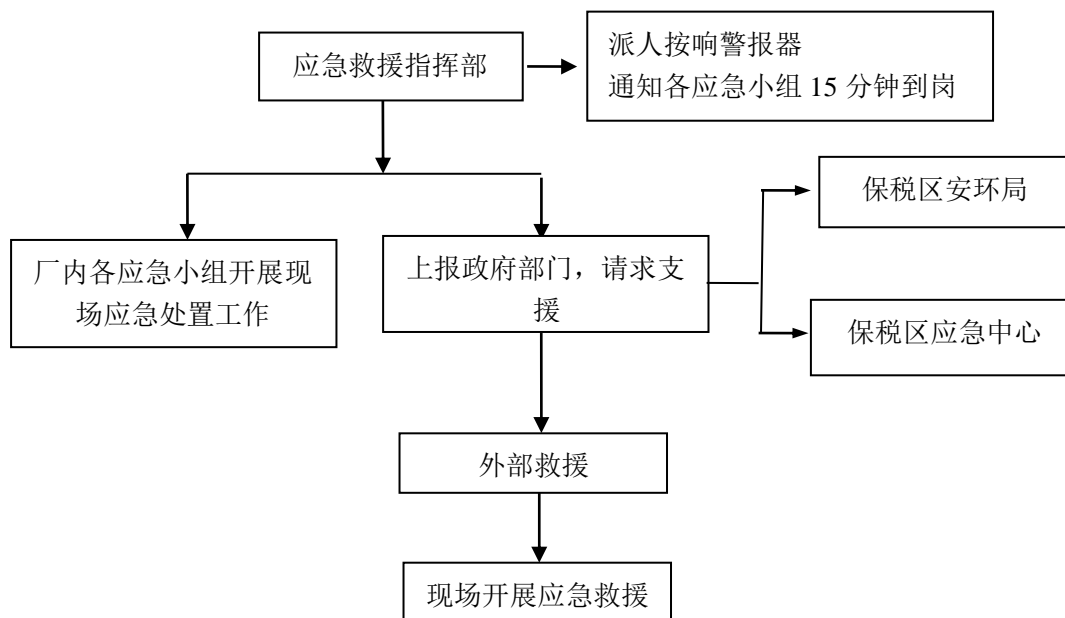 应急救援指挥部
派人按响警报器
通知各应急小组 15 分钟到岗
保税区安环局
厂内各应急小组开展现
场应急处置工作
上报政府部门，请求支
援
保税区应急中心
外部救援
现场开展应急救援